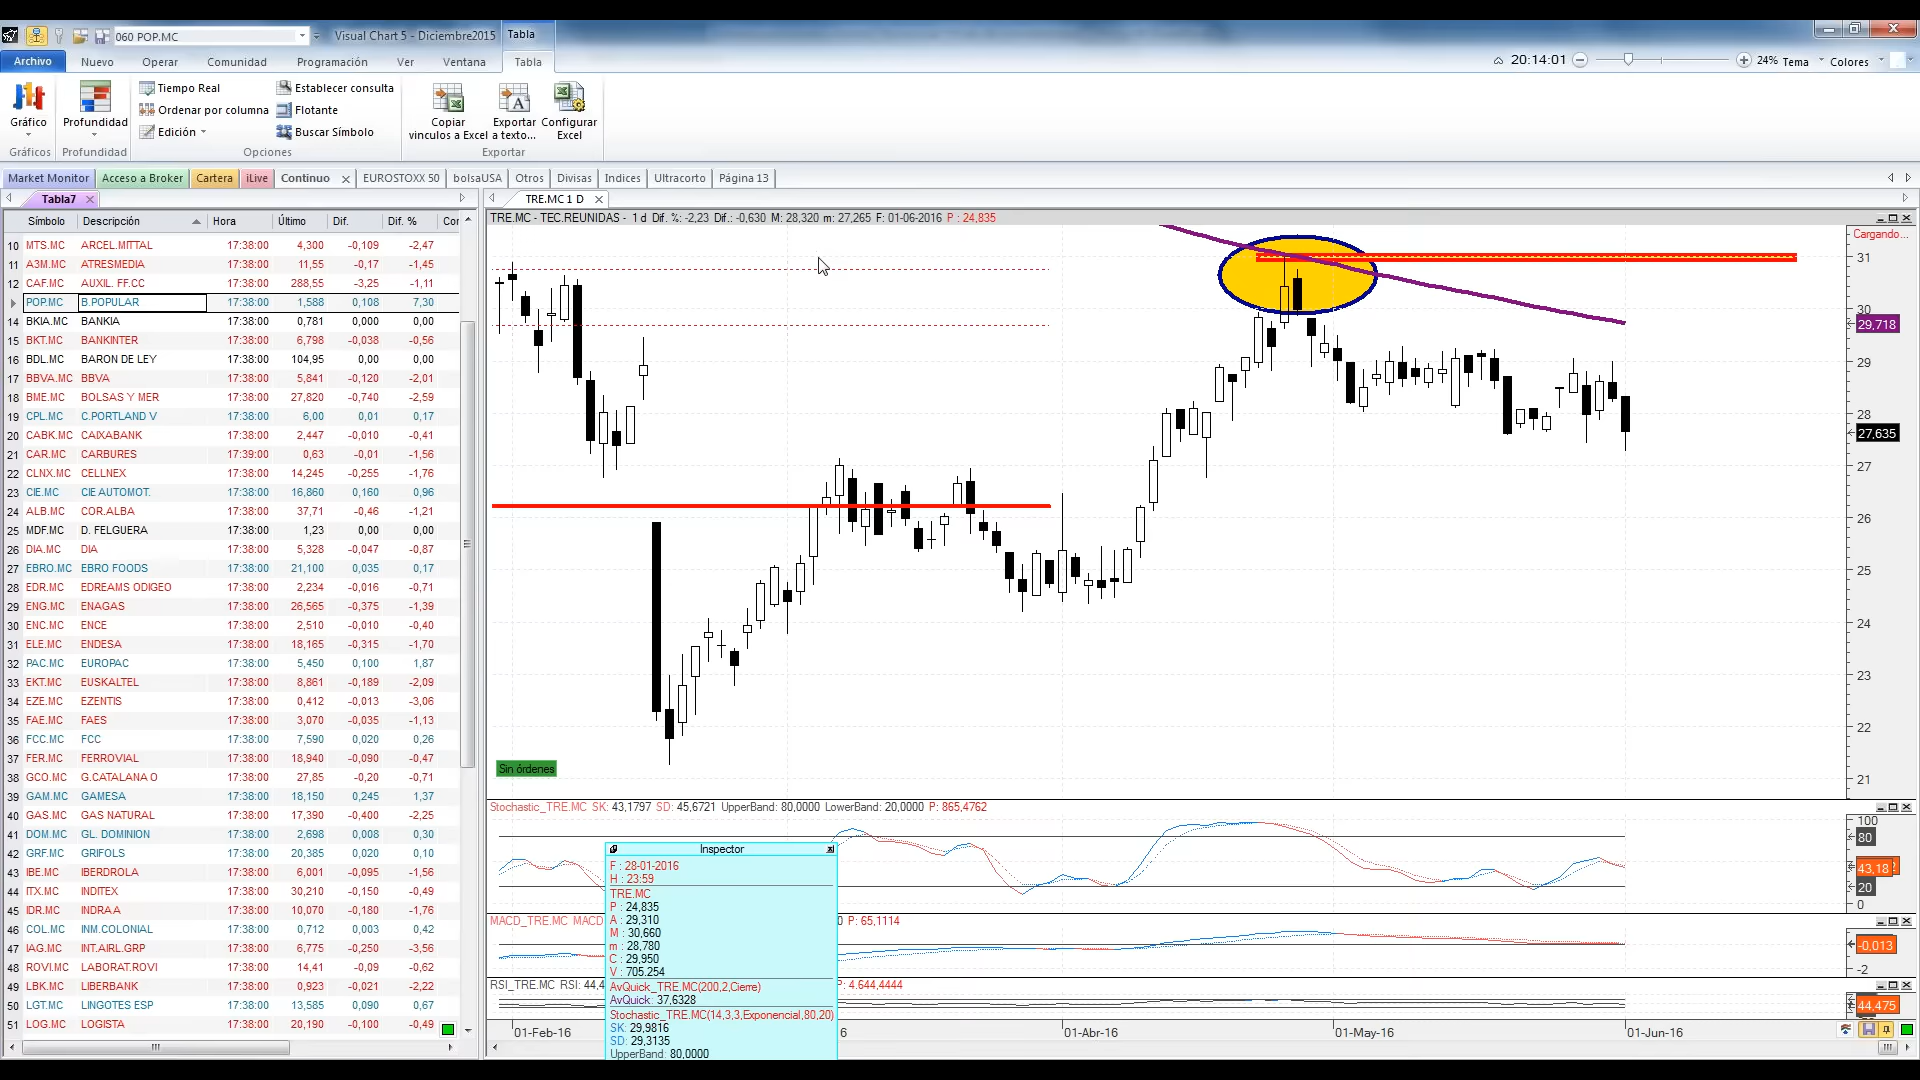 060 POP.MC
Visual Chart 5 - Diciembre2015
Tabla
Archivo Nuevo Operar Comunidad Programación Ver Ventana Tabla
20:14:01 24% Tema Colores
Gráfico
Profundidad
Tiempo Real
Ordenar por columna
Edición
Establecer consulta
Flotante
Buscar Símbolo
Copiar vinculos a Excel
Exportar a texto...
Configurar Excel
Gráficos Profundidad Opciones Exportar
Market Monitor Acceso a Broker Cartera iLive Contínuo EUROSTOXX 50 bolsaUSA Otros Divisas Indices Ultracorto Página 13
Tabla7
Símbolo Descripción Hora Último Dif. Dif. % Cor
10 MTS.MC ARCEL.MITTAL 17:38:00 4,300 -0,109 -2,47
11 A3M.MC ATRESMEDIA 17:38:00 11,55 -0,17 -1,45
12 CAF.MC AUXIL. FF.CC 17:38:00 288,55 -3,25 -1,11
POP.MC B.POPULAR 17:38:00 1,588 0,108 7,30
14 BKIA.MC BANKIA 17:38:00 0,781 0,000 0,00
15 BKT.MC BANKINTER 17:38:00 6,798 -0,038 -0,56
16 BDL.MC BARON DE LEY 17:38:00 104,95 0,00 0,00
17 BBVA.MC BBVA 17:38:00 5,841 -0,120 -2,01
18 BME.MC BOLSAS Y MER 17:38:00 27,820 -0,740 -2,59
19 CPL.MC C.PORTLAND V 17:38:00 6,00 0,01 0,17
20 CABK.MC CAIXABANK 17:38:00 2,447 -0,010 -0,41
21 CAR.MC CARBURES 17:39:00 0,63 -0,01 -1,56
22 CLNX.MC CELLNEX 17:38:00 14,245 -0,255 -1,76
23 CIE.MC CIE AUTOMOT. 17:38:00 16,860 0,160 0,96
24 ALB.MC COR.ALBA 17:38:00 37,71 -0,46 -1,21
25 MDF.MC D. FELGUERA 17:38:00 1,23 0,00 0,00
26 DIA.MC DIA 17:38:00 5,328 -0,047 -0,87
27 EBRO.MC EBRO FOODS 17:38:00 21,100 0,035 0,17
28 EDR.MC EDREAMS ODIGEO 17:38:00 2,234 -0,016 -0,71
29 ENG.MC ENAGAS 17:38:00 26,565 -0,375 -1,39
30 ENC.MC ENCE 17:38:00 2,510 -0,010 -0,40
31 ELE.MC ENDESA 17:38:00 18,165 -0,315 -1,70
32 PAC.MC EUROPAC 17:38:00 5,450 0,100 1,87
33 EKT.MC EUSKALTEL 17:38:00 8,861 -0,189 -2,09
34 EZE.MC EZENTIS 17:38:00 0,412 -0,013 -3,06
35 FAE.MC FAES 17:38:00 3,070 -0,035 -1,13
36 FCC.MC FCC 17:38:00 7,590 0,020 0,26
37 FER.MC FERROVIAL 17:38:00 18,940 -0,090 -0,47
38 GCO.MC G.CATALANA O 17:38:00 27,85 -0,20 -0,71
39 GAM.MC GAMESA 17:38:00 18,150 0,245 1,37
40 GAS.MC GAS NATURAL 17:38:00 17,390 -0,400 -2,25
41 DOM.MC GL. DOMINION 17:38:00 2,698 0,008 0,30
42 GRF.MC GRIFOLS 17:38:00 20,385 0,020 0,10
43 IBE.MC IBERDROLA 17:38:00 6,001 -0,095 -1,56
44 ITX.MC INDITEX 17:38:00 30,210 -0,150 -0,49
45 IDR.MC INDRA A 17:38:00 10,070 -0,180 -1,76
46 COL.MC INM.COLONIAL 17:38:00 0,712 0,003 0,42
47 IAG.MC INT.AIRL.GRP 17:38:00 6,775 -0,250 -3,56
48 ROVI.MC LABORAT.ROVI 17:38:00 14,41 -0,09 -0,62
49 LBK.MC LIBERBANK 17:38:00 0,923 -0,021 -2,22
50 LGT.MC LINGOTES ESP 17:38:00 13,585 0,090 0,67
51 LOG.MC LOGISTA 17:38:00 20,190 -0,100 -0,49
TRE.MC 1 D
TRE.MC - TEC.REUNIDAS - 1 d Dif. %: -2,23 Dif.: -0,630 M: 28,320 m: 27,265 F: 01-06-2016 P : 24,835
Cargando...
31
30
29,718
29
28
27,635
27
26
25
24
23
22
21
Sin órdenes
Stochastic_TRE.MC SK: 43,1797 SD: 45,6721 UpperBand: 80,0000 LowerBand: 20,0000 P: 865,4762
100
80
43,18
20
0
Inspector
F : 28-01-2016
H : 23:59
TRE.MC
P : 24,835
A : 29,310
M : 30,660
m : 28,780
C : 29,950
V : 705.254
AvQuick_TRE.MC(200,2,Cierre)
AvQuick: 37,6328
Stochastic_TRE.MC(14,3,3,Exponencial,80,20)
SK: 29,9816
SD: 29,3135
UpperBand: 80,0000
MACD_TRE.MC MACD 0 P: 65,1114
-0,013
-2
RSI_TRE.MC RSI: 44,4 P: 4.644,4444
44,475
01-Feb-16 6 01-Abr-16 01-May-16 01-Jun-16